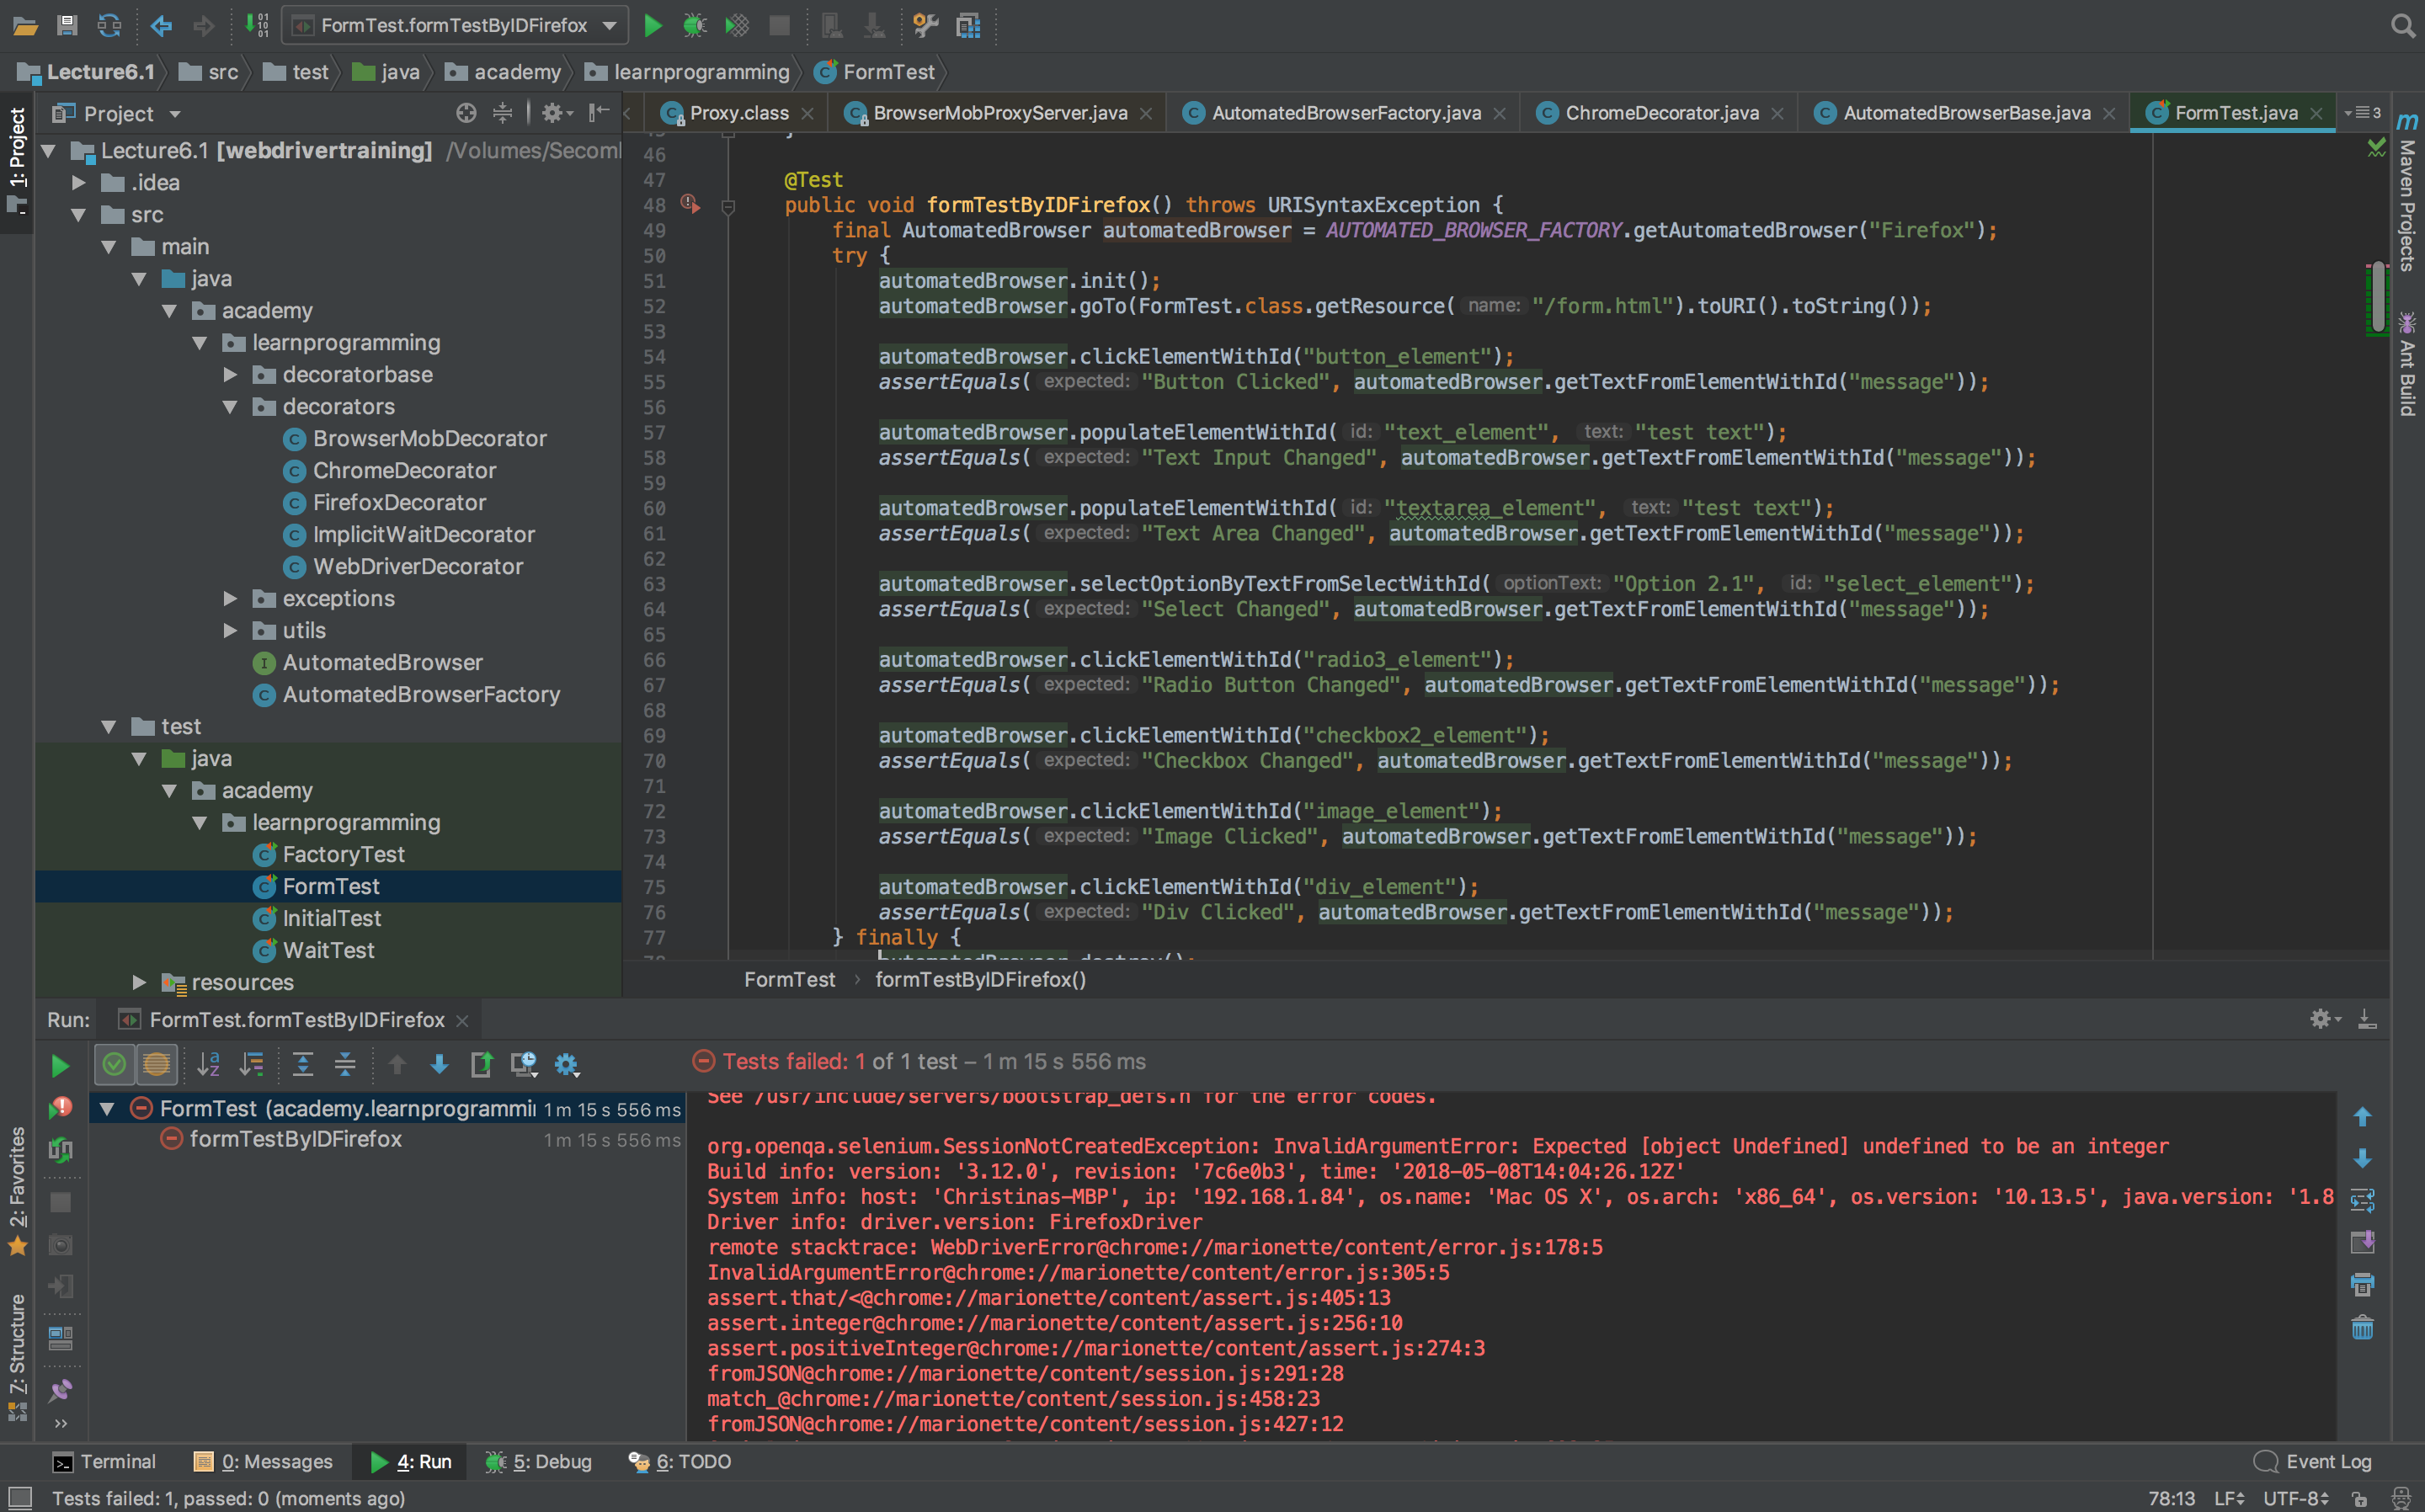 FormTest.formTestByIDFirefox
Lecture6.1 src test java academy learnprogramming FormTest
1: Project
Project
Proxy.class BrowserMobProxyServer.java AutomatedBrowserFactory.java ChromeDecorator.java AutomatedBrowserBase.java FormTest.java 3
Maven Projects
Ant Build
Lecture6.1 [webdrivertraining] /Volumes/Secom
.idea
src
main
java
academy
learnprogramming
decoratorbase
decorators
BrowserMobDecorator
ChromeDecorator
FirefoxDecorator
ImplicitWaitDecorator
WebDriverDecorator
exceptions
utils
AutomatedBrowser
AutomatedBrowserFactory
test
java
academy
learnprogramming
FactoryTest
FormTest
InitialTest
WaitTest
resources
46
47 @Test
48 public void formTestByIDFirefox() throws URISyntaxException {
49 final AutomatedBrowser automatedBrowser = AUTOMATED_BROWSER_FACTORY.getAutomatedBrowser("Firefox");
50 try {
51 automatedBrowser.init();
52 automatedBrowser.goTo(FormTest.class.getResource( name: "/form.html").toURI().toString());
53
54 automatedBrowser.clickElementWithId("button_element");
55 assertEquals( expected: "Button Clicked", automatedBrowser.getTextFromElementWithId("message"));
56
57 automatedBrowser.populateElementWithId( id: "text_element", text: "test text");
58 assertEquals( expected: "Text Input Changed", automatedBrowser.getTextFromElementWithId("message"));
59
60 automatedBrowser.populateElementWithId( id: "textarea_element", text: "test text");
61 assertEquals( expected: "Text Area Changed", automatedBrowser.getTextFromElementWithId("message"));
62
63 automatedBrowser.selectOptionByTextFromSelectWithId( optionText: "Option 2.1", id: "select_element");
64 assertEquals( expected: "Select Changed", automatedBrowser.getTextFromElementWithId("message"));
65
66 automatedBrowser.clickElementWithId("radio3_element");
67 assertEquals( expected: "Radio Button Changed", automatedBrowser.getTextFromElementWithId("message"));
68
69 automatedBrowser.clickElementWithId("checkbox2_element");
70 assertEquals( expected: "Checkbox Changed", automatedBrowser.getTextFromElementWithId("message"));
71
72 automatedBrowser.clickElementWithId("image_element");
73 assertEquals( expected: "Image Clicked", automatedBrowser.getTextFromElementWithId("message"));
74
75 automatedBrowser.clickElementWithId("div_element");
76 assertEquals( expected: "Div Clicked", automatedBrowser.getTextFromElementWithId("message"));
77 } finally {
78 automatedBrowser.destroy();
FormTest › formTestByIDFirefox()
Run: FormTest.formTestByIDFirefox
Tests failed: 1 of 1 test – 1 m 15 s 556 ms
FormTest (academy.learnprogrammin 1 m 15 s 556 ms
formTestByIDFirefox 1 m 15 s 556 ms
See /usr/include/servers/bootstrap_defs.h for the error codes.
org.openqa.selenium.SessionNotCreatedException: InvalidArgumentError: Expected [object Undefined] undefined to be an integer
Build info: version: '3.12.0', revision: '7c6e0b3', time: '2018-05-08T14:04:26.12Z'
System info: host: 'Christinas-MBP', ip: '192.168.1.84', os.name: 'Mac OS X', os.arch: 'x86_64', os.version: '10.13.5', java.version: '1.8
Driver info: driver.version: FirefoxDriver
remote stacktrace: WebDriverError@chrome://marionette/content/error.js:178:5
InvalidArgumentError@chrome://marionette/content/error.js:305:5
assert.that/<@chrome://marionette/content/assert.js:405:13
assert.integer@chrome://marionette/content/assert.js:256:10
assert.positiveInteger@chrome://marionette/content/assert.js:274:3
fromJSON@chrome://marionette/content/session.js:291:28
match_@chrome://marionette/content/session.js:458:23
fromJSON@chrome://marionette/content/session.js:427:12
2: Favorites
7: Structure
Terminal 0: Messages 4: Run 5: Debug 6: TODO Event Log
Tests failed: 1, passed: 0 (moments ago) 78:13 LF UTF-8